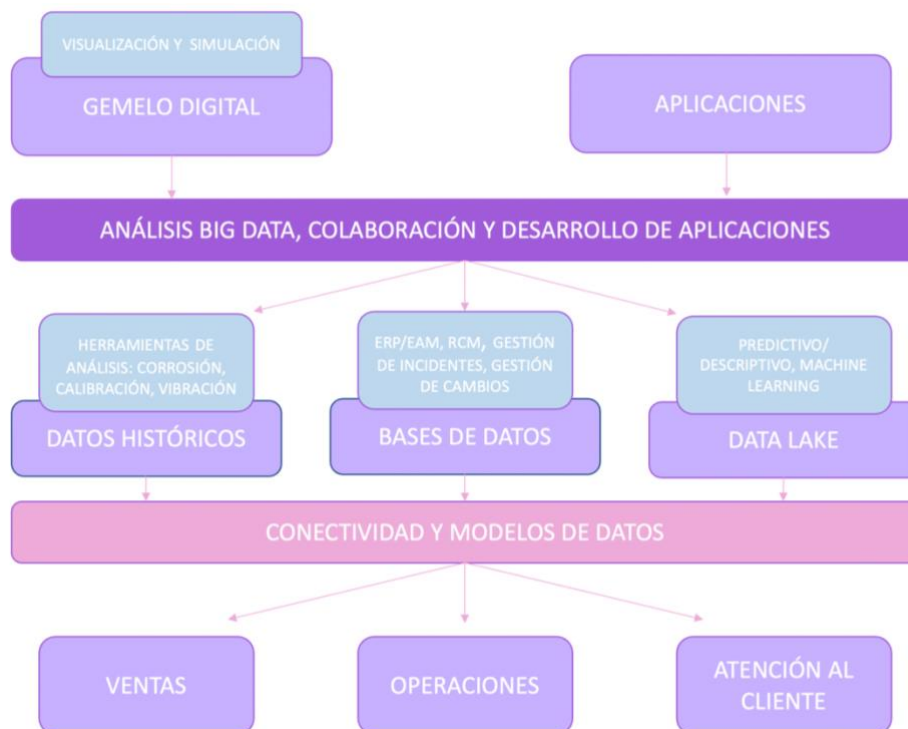 VISUALIZACIÓN Y SIMULACIÓN
GEMELO DIGITAL
APLICACIONES
ANÁLISIS BIG DATA, COLABORACIÓN Y DESARROLLO DE APLICACIONES
HERRAMIENTAS DE
ANÁLISIS: CORROSIÓN,
CALIBRACIÓN, VIBRACIÓN
DATOS HISTÓRICOS
ERP/EAM, RCM, GESTIÓN
DE INCIDENTES, GESTIÓN
DE CAMBIOS
BASES DE DATOS
PREDICTIVO/
DESCRIPTIVO, MACHINE
LEARNING
DATA LAKE
CONECTIVIDAD Y MODELOS DE DATOS
VENTAS
OPERACIONES
ATENCIÓN AL
CLIENTE